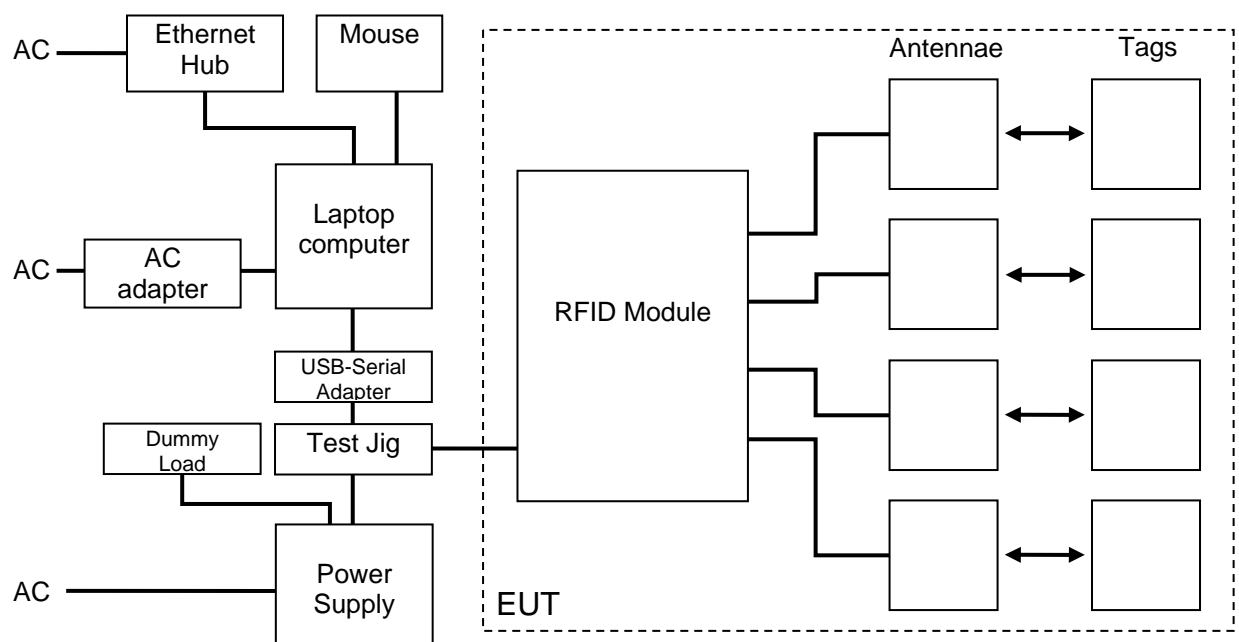 AC
Ethernet
Hub
Mouse
Antennae
Tags
Laptop
computer
AC
AC
adapter
RFID Module
USB-Serial
Adapter
Dummy
Load
Test Jig
AC
Power
Supply
EUT